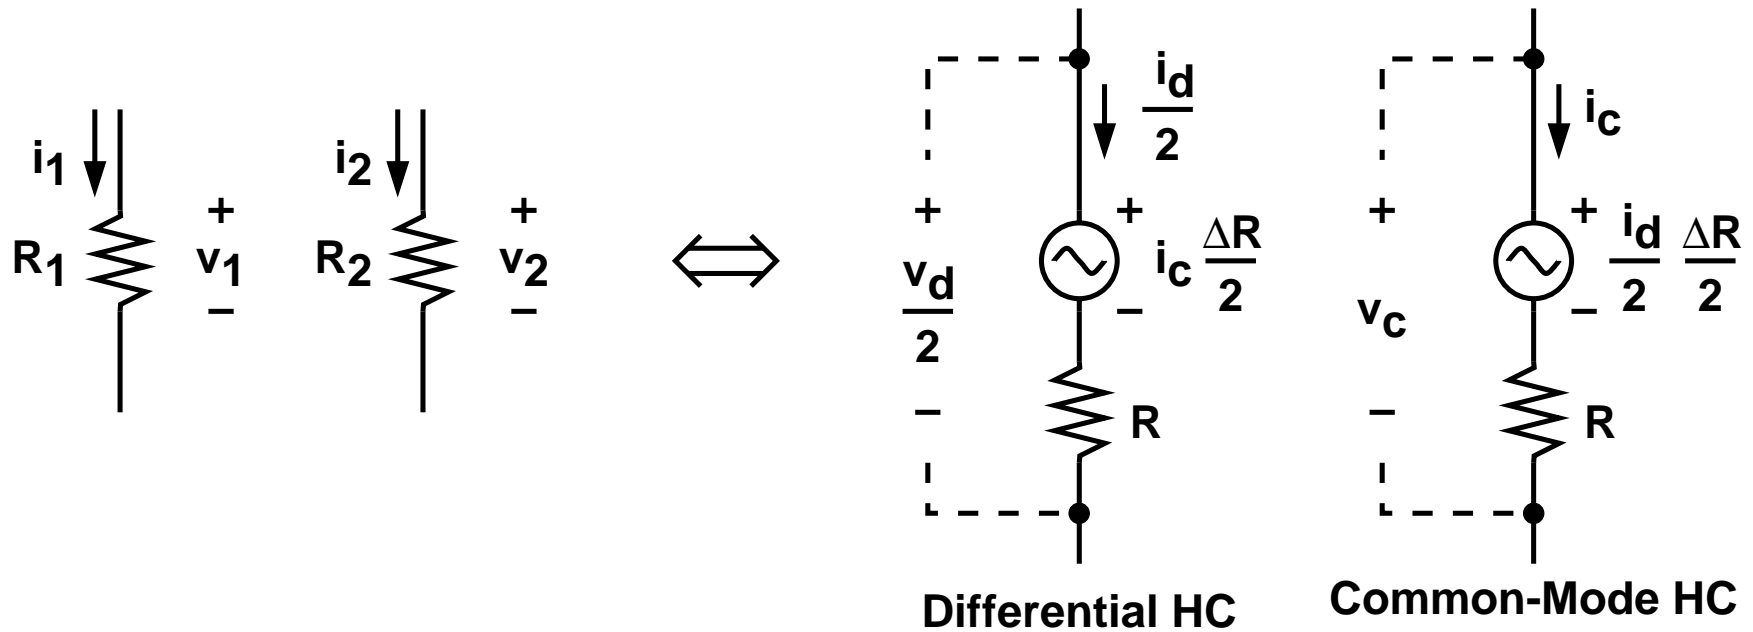 i1 R1 + v1 −
i2 R2 + v2 −
+ vd/2 −
id/2
+ ic ΔR/2 −
R
Differential HC
+ vc −
ic
+ id/2 ΔR/2 −
R
Common-Mode HC